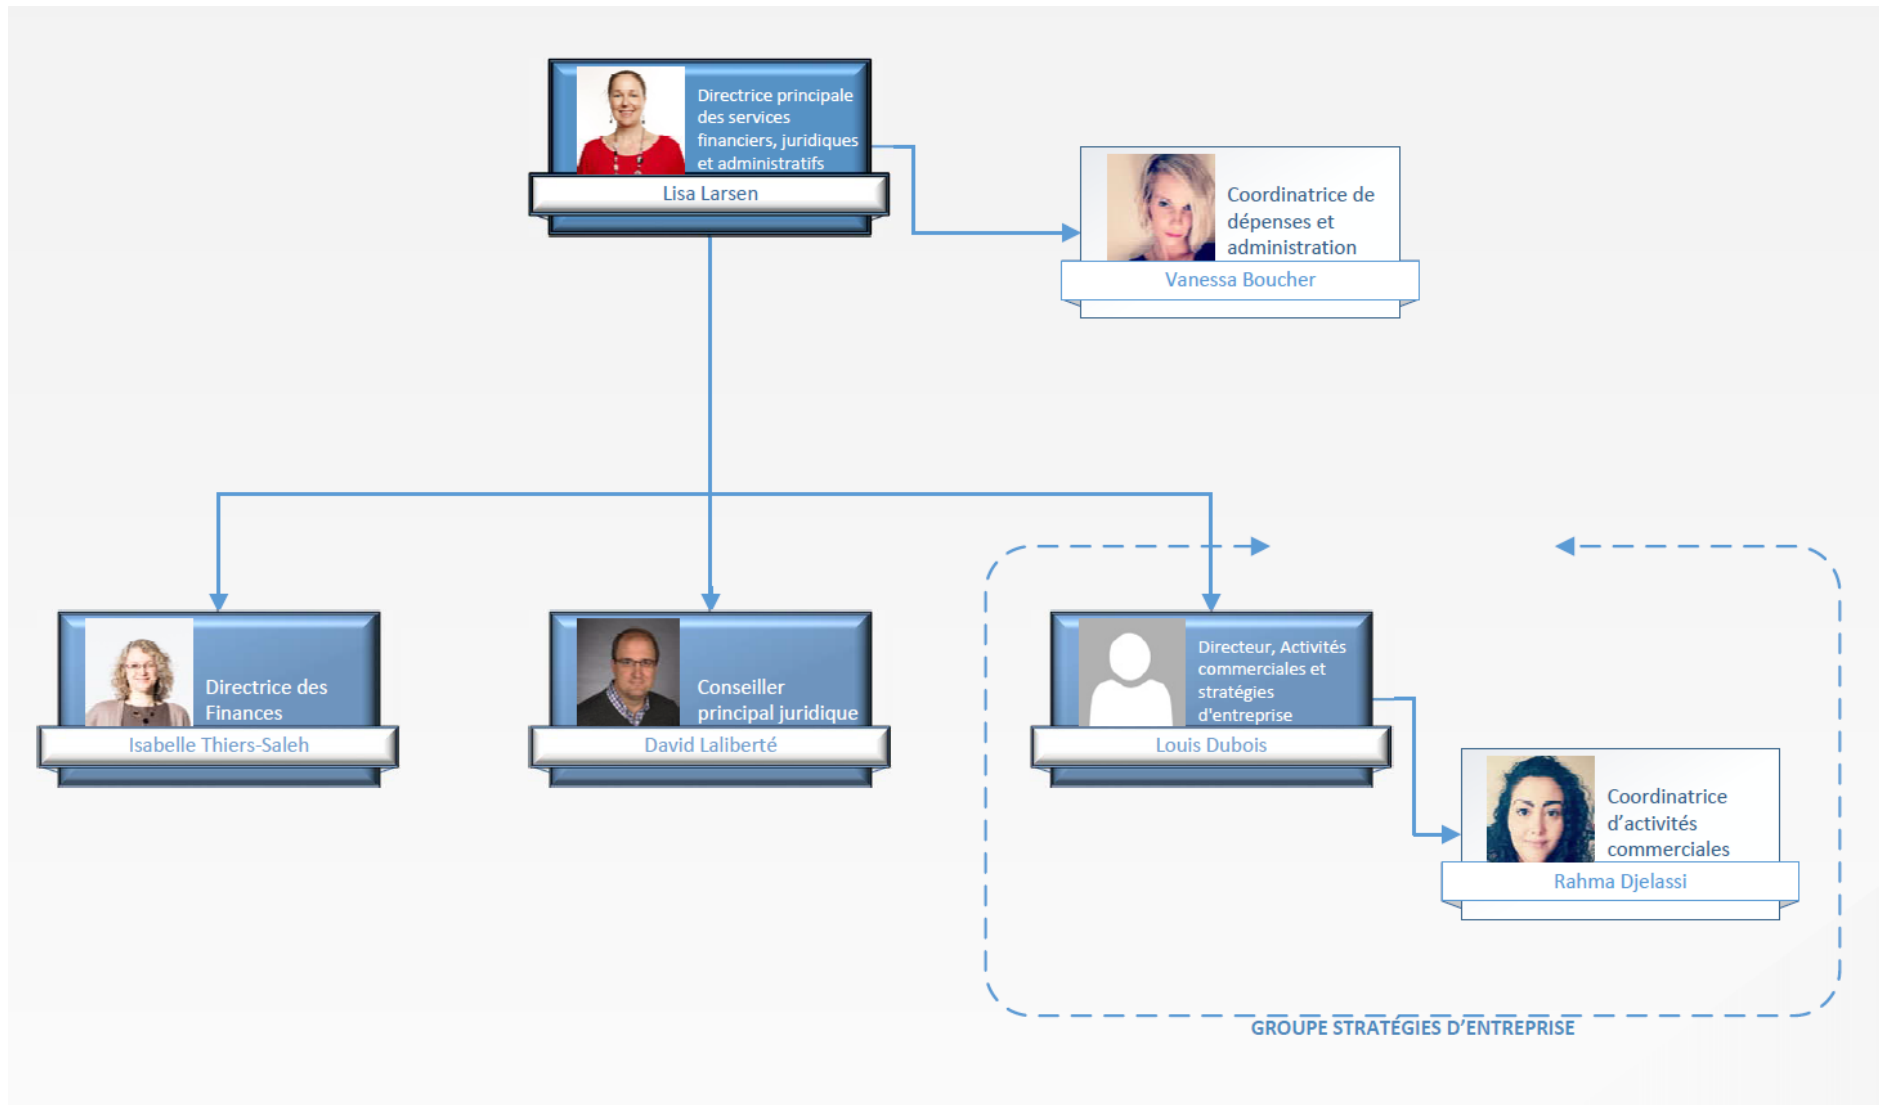 Directrice principale
des services
financiers, juridiques
et administratifs
Lisa Larsen
Coordinatrice de
dépenses et
administration
Vanessa Boucher
Directrice des
Finances
Isabelle Thiers-Saleh
Conseiller
principal juridique
David Laliberté
Directeur, Activités
commerciales et
stratégies
d'entreprise
Louis Dubois
Coordinatrice
d’activités
commerciales
Rahma Djelassi
GROUPE STRATÉGIES D’ENTREPRISE